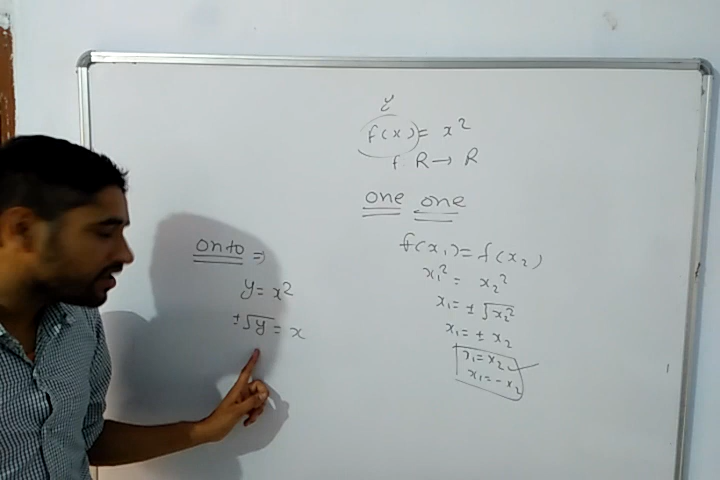 y
f(x) = x²
f R → R
one one
f(x₁) = f(x₂)
x₁² = x₂²
x₁ = ± √x₂²
x₁ = ± x₂
x₁ = x₂ ✓
x₁ = - x₂
onto ⇒
y = x²
± √y = x